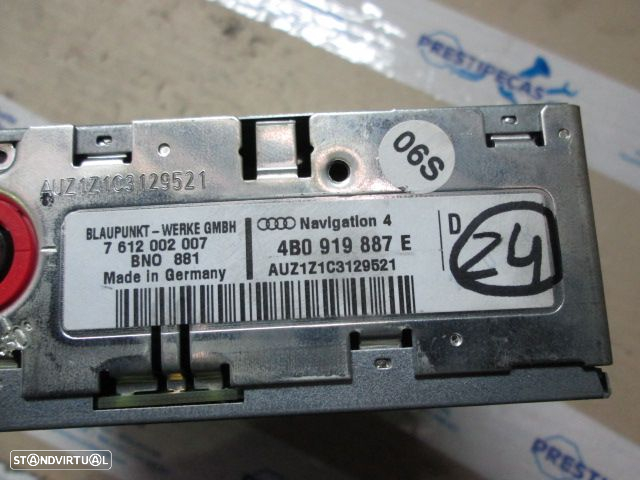 PRESTIPEÇAS
PRESTIPECAS
06S
AUZ1Z1C3129521
BLAUPUNKT - WERKE GMBH
7 612 002 007
BNO 881
Made in Germany
Navigation 4
4B0 919 887 E
AUZ1Z1C3129521
D
24
STANDVIRTUAL